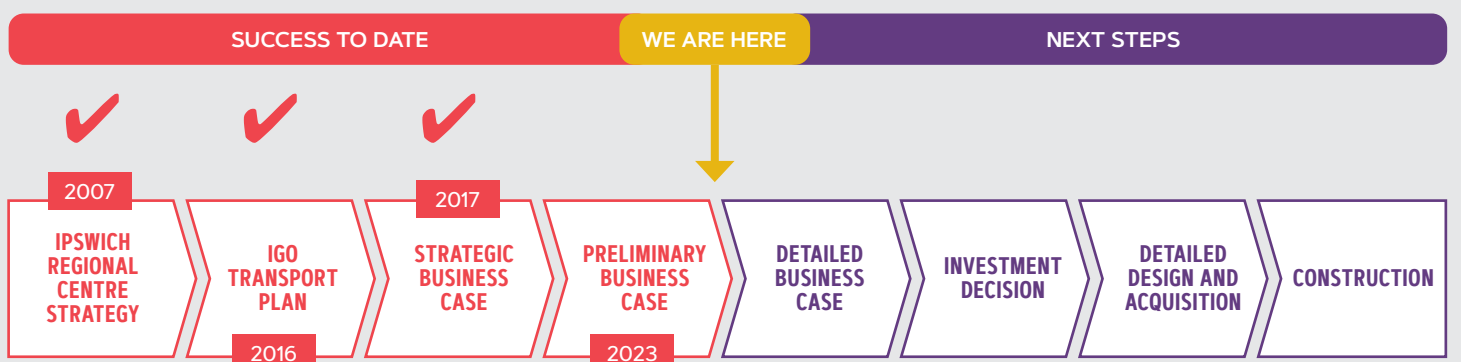 SUCCESS TO DATE
WE ARE HERE
NEXT STEPS
2007
IPSWICH
REGIONAL
CENTRE
STRATEGY
IGO
TRANSPORT
PLAN
2016
2017
STRATEGIC
BUSINESS
CASE
PRELIMINARY
BUSINESS
CASE
2023
DETAILED
BUSINESS
CASE
INVESTMENT
DECISION
DETAILED
DESIGN AND
ACQUISITION
CONSTRUCTION